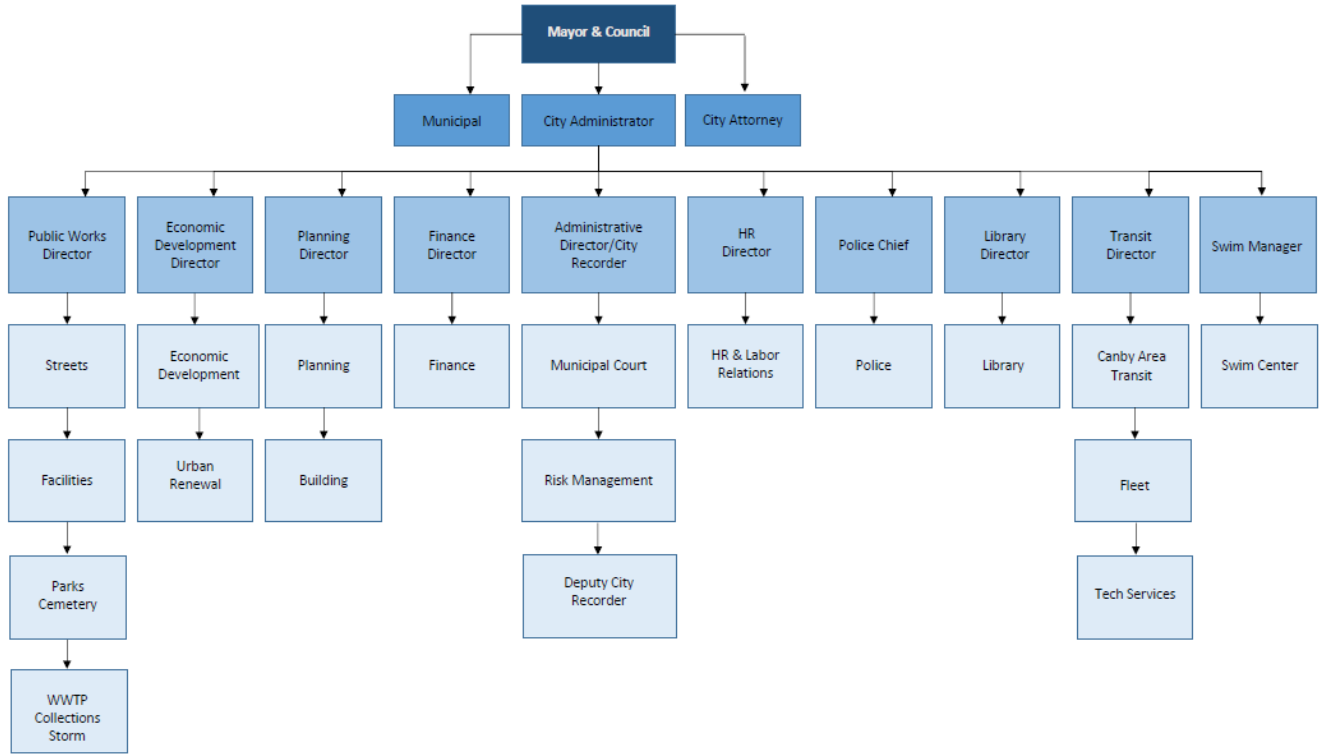 Mayor & Council
Municipal
City Administrator
City Attorney
Public Works
Director
Economic
Development
Director
Planning
Director
Finance
Director
Administrative
Director/City
Recorder
HR
Director
Police Chief
Library
Director
Transit
Director
Swim Manager
Streets
Economic
Development
Planning
Finance
Municipal Court
HR & Labor
Relations
Police
Library
Canby Area
Transit
Swim Center
Facilities
Urban
Renewal
Building
Risk Management
Fleet
Parks
Cemetery
Deputy City
Recorder
Tech Services
WWTP
Collections
Storm